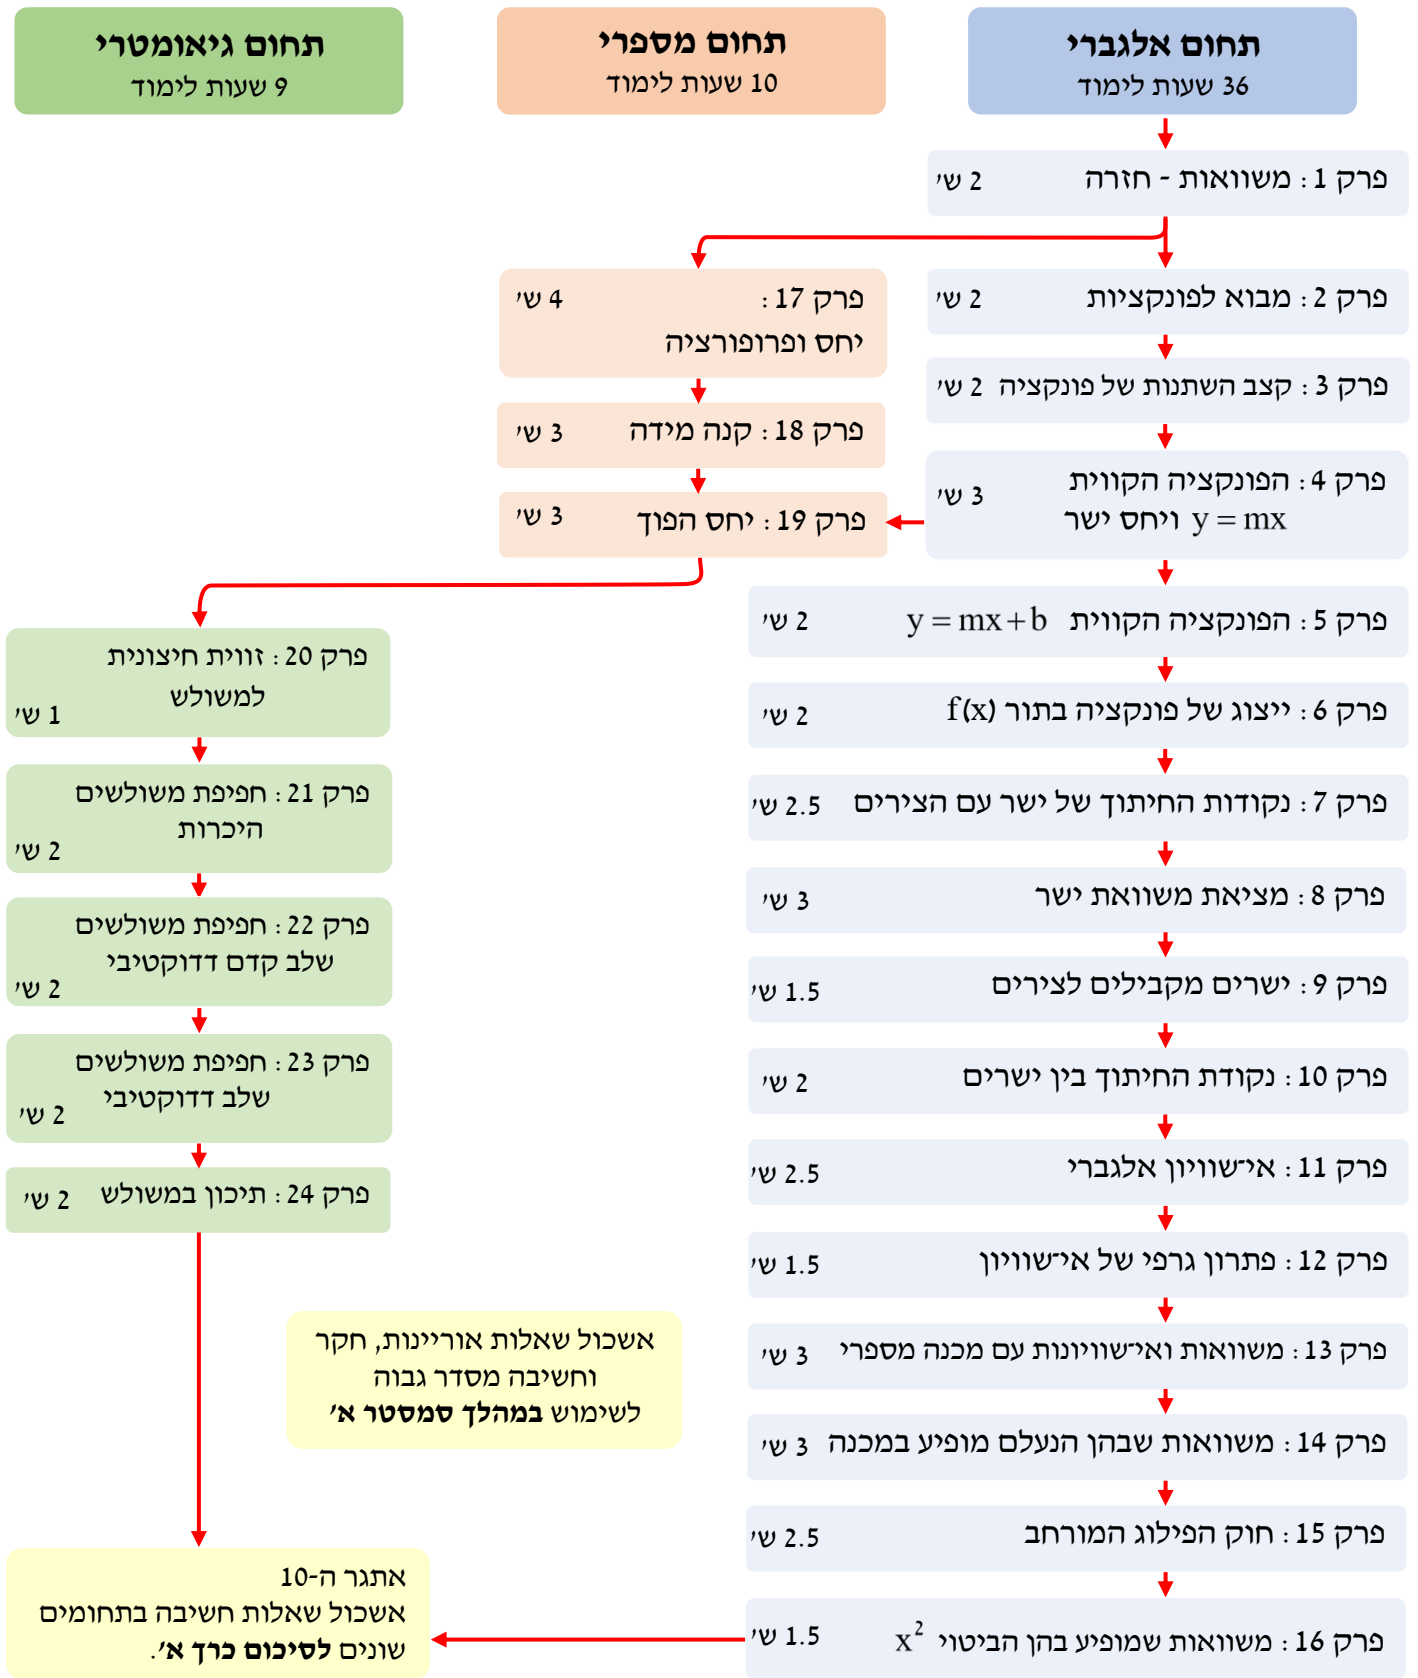 תחום אלגברי
36 שעות לימוד
תחום מספרי
10 שעות לימוד
תחום גיאומטרי
9 שעות לימוד
פרק 1: משוואות - חזרה 2 ש׳
פרק 2: מבוא לפונקציות 2 ש׳
פרק 3: קצב השתנות של פונקציה 2 ש׳
פרק 4: הפונקציה הקווית
y = mx ויחס ישר
3 ש׳
פרק 5: הפונקציה הקווית y = mx + b 2 ש׳
פרק 6: ייצוג של פונקציה בתור f(x) 2 ש׳
פרק 7: נקודות החיתוך של ישר עם הצירים 2.5 ש׳
פרק 8: מציאת משוואת ישר 3 ש׳
פרק 9: ישרים מקבילים לצירים 1.5 ש׳
פרק 10: נקודת החיתוך בין ישרים 2 ש׳
פרק 11: אי־שוויון אלגברי 2.5 ש׳
פרק 12: פתרון גרפי של אי־שוויון 1.5 ש׳
פרק 13: משוואות ואי־שוויונות עם מכנה מספרי 3 ש׳
פרק 14: משוואות שבהן הנעלם מופיע במכנה 3 ש׳
פרק 15: חוק הפילוג המורחב 2.5 ש׳
פרק 16: משוואות שמופיע בהן הביטוי x² 1.5 ש׳
פרק 17: 4 ש׳
יחס ופרופורציה
פרק 18: קנה מידה 3 ש׳
פרק 19: יחס הפוך 3 ש׳
פרק 20: זווית חיצונית
למשולש
1 ש׳
פרק 21: חפיפת משולשים
היכרות
2 ש׳
פרק 22: חפיפת משולשים
שלב קדם דדוקטיבי
2 ש׳
פרק 23: חפיפת משולשים
שלב דדוקטיבי
2 ש׳
פרק 24: תיכון במשולש 2 ש׳
אשכול שאלות אוריינות, חקר
וחשיבה מסדר גבוה
לשימוש במהלך סמסטר א׳
אתגר ה-10
אשכול שאלות חשיבה בתחומים
שונים לסיכום כרך א׳.